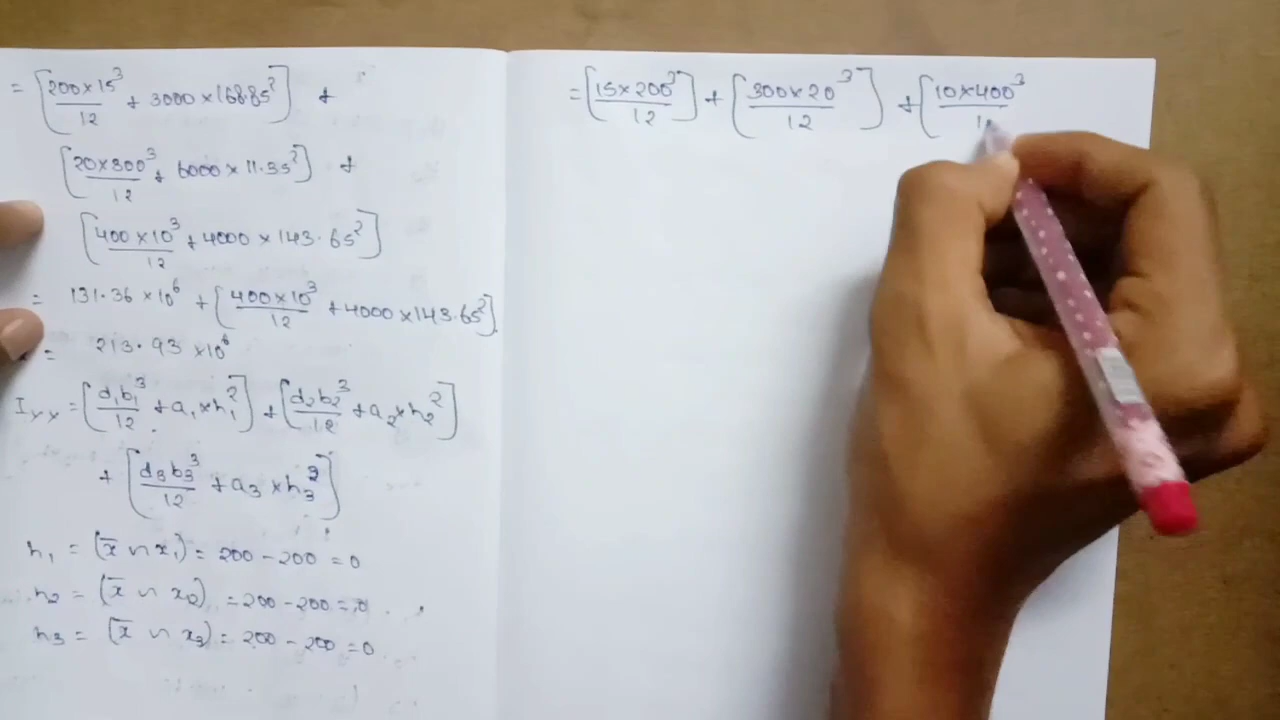 = [200×15³/12 + 3000×168.85²] +
[20×300³/12 + 6000×11.35²] +
[400×10³/12 + 4000×143.65²]
= 131.36×10⁶ + [400×10³/12 + 4000×143.65²]
= 213.93×10⁶
Iyy = [d₁b₁³/12 + a₁×h₁²] + [d₂b₂³/12 + a₂×h₂²]
+ [d₃b₃³/12 + a₃×h₃²]
h₁ = (x̄ ∽ x₁) = 200 - 200 = 0
h₂ = (x̄ ∽ x₂) = 200 - 200 = 0
h₃ = (x̄ ∽ x₃) = 200 - 200 = 0
= [15×200³/12] + [300×20³/12] + [10×400³/1